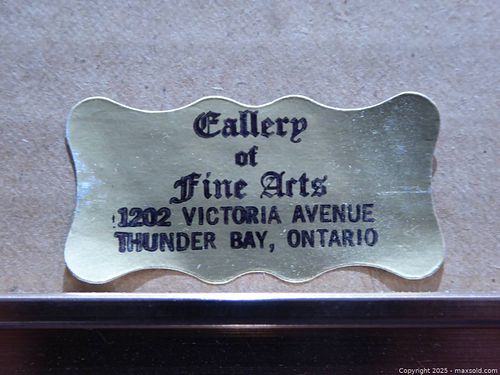 Gallery
of
Fine Arts
1202 VICTORIA AVENUE
THUNDER BAY, ONTARIO
Copyright 2025 - maxsold.com